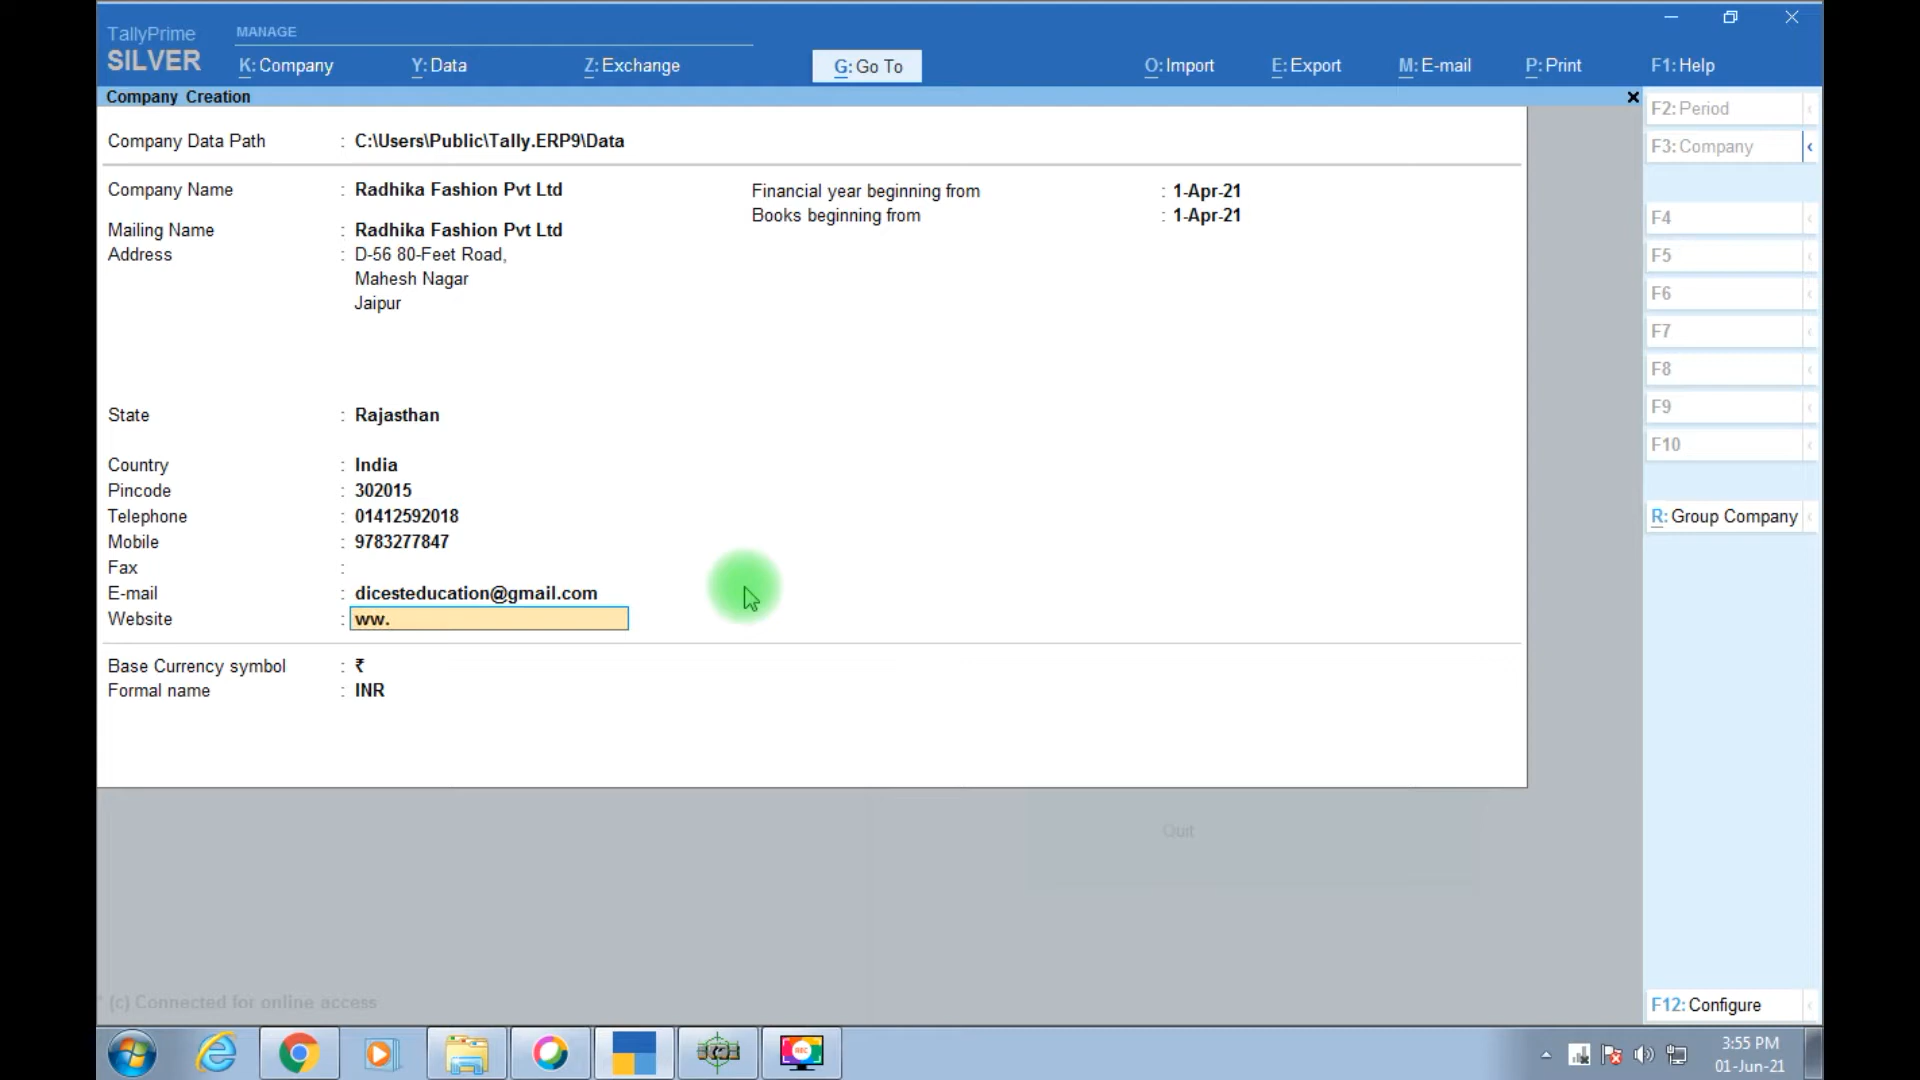 TallyPrime
SILVER
MANAGE
K: Company
Y: Data
Z: Exchange
G: Go To
O: Import
E: Export
M: E-mail
P: Print
F1: Help
Company Creation
Company Data Path : C:\Users\Public\Tally.ERP9\Data
Company Name : Radhika Fashion Pvt Ltd
Financial year beginning from : 1-Apr-21
Books beginning from : 1-Apr-21
Mailing Name : Radhika Fashion Pvt Ltd
Address : D-56 80-Feet Road,
Mahesh Nagar
Jaipur
State : Rajasthan
Country : India
Pincode : 302015
Telephone : 01412592018
Mobile : 9783277847
Fax :
E-mail : dicesteducation@gmail.com
Website : ww.
Base Currency symbol : ₹
Formal name : INR
Quit
* (c) Connected for online access
F2: Period
F3: Company
F4
F5
F6
F7
F8
F9
F10
R: Group Company
F12: Configure
REC
3:55 PM
01-Jun-21